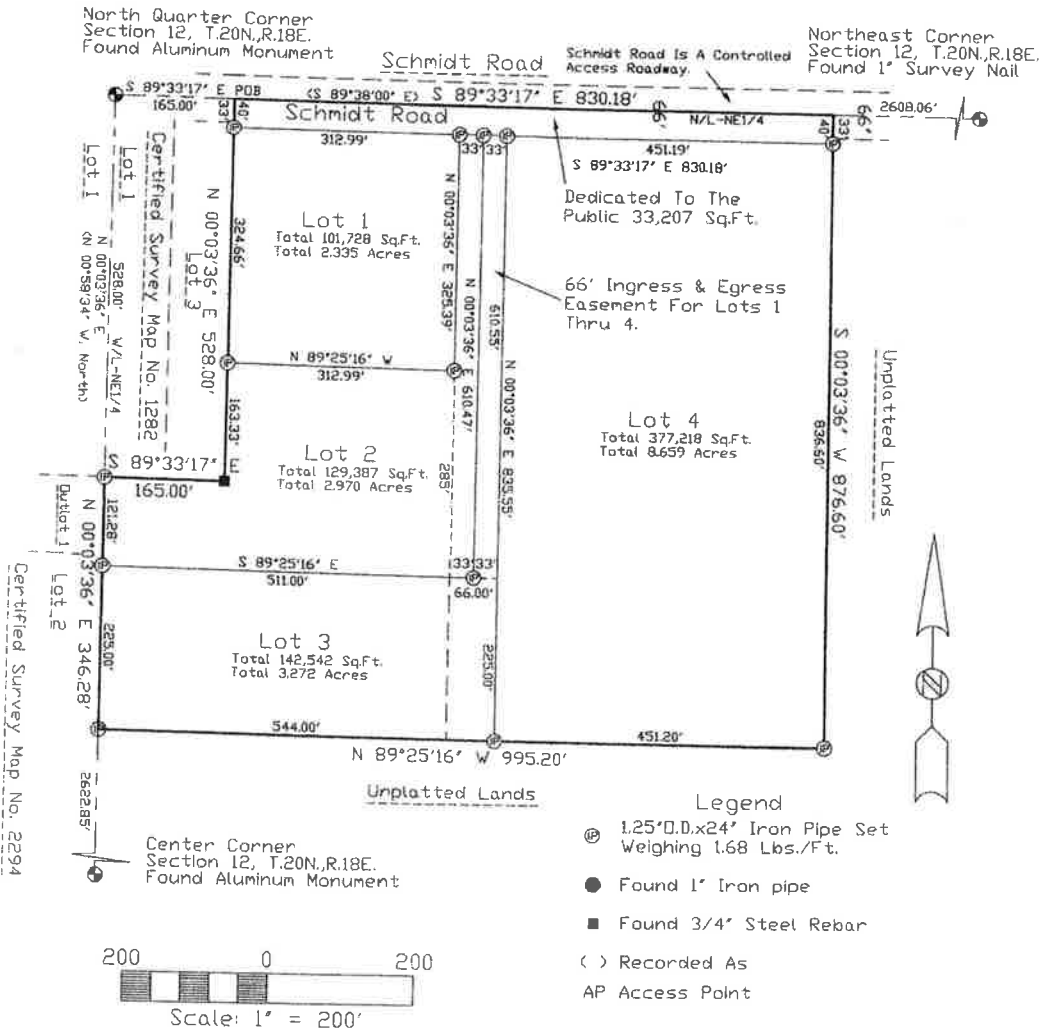 North Quarter Corner
Section 12, T.20N.,R.18E.
Found Aluminum Monument
Schmidt Road
Schmidt Road Is A Controlled
Access Roadway.
Northeast Corner
Section 12, T.20N.,R.18E.
Found 1" Survey Nail
S 89°33'17" E POB
165.00'
(S 89°38'00" E) S 89°33'17" E 830.18'
2608.06'
33'
40'
Schmidt Road
66'
N/L-NE1/4
33'
40'
66'
312.99'
33'
33'
451.19'
S 89°33'17" E 830.18'
Dedicated To The
Public 33,207 Sq.Ft.
Lot 1
Lot 1
Certified Survey Map No. 1282
Lot 3
528.00' W/L-NE1/4
N 00°03'36" E
(N 00°59'34" W, North)
N 00°03'36" E 528.00'
324.66'
Lot 1
Total 101,728 Sq.Ft.
Total 2.335 Acres
N 00°03'36" E 325.39'
N 00°03'36" E 610.47'
610.55'
N 00°03'36" E 835.55'
66' Ingress & Egress
Easement For Lots 1
Thru 4.
N 89°25'16" W
312.99'
163.33'
S 89°33'17" E
165.00'
Lot 2
Total 129,387 Sq.Ft.
Total 2.970 Acres
285'
Lot 4
Total 377,218 Sq.Ft.
Total 8.659 Acres
836.60'
S 00°03'36" W 876.60'
Unplatted Lands
Outlot 1
121.28'
N 00°03'36" E 346.28'
S 89°25'16" E
511.00'
33'
33'
66.00'
Lot 2
Certified Survey Map No. 2294
225.00'
Lot 3
Total 142,542 Sq.Ft.
Total 3.272 Acres
225.00'
544.00'
451.20'
N 89°25'16" W 995.20'
Unplatted Lands
2622.85'
Center Corner
Section 12, T.20N.,R.18E.
Found Aluminum Monument
N
Legend
IP 1.25"O.D.x24" Iron Pipe Set
Weighing 1.68 Lbs./Ft.
Found 1" Iron pipe
Found 3/4" Steel Rebar
( ) Recorded As
AP Access Point
200 0 200
Scale: 1" = 200'